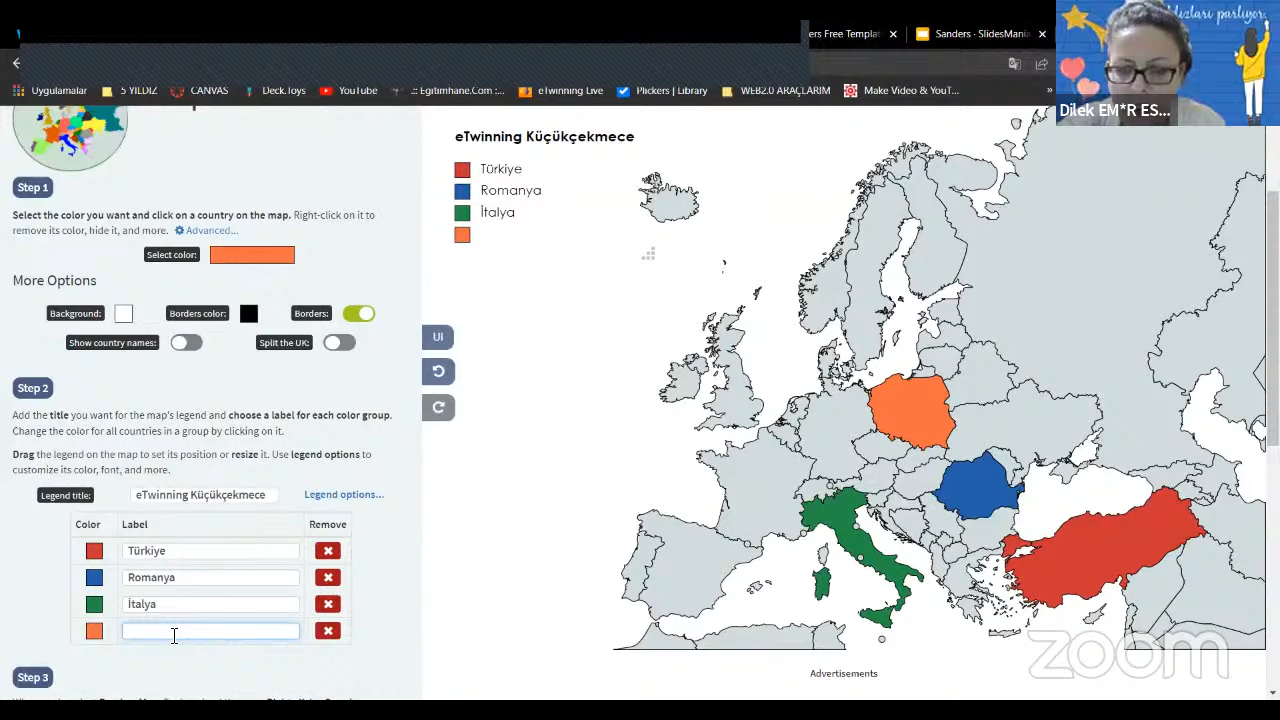 ers Free Templat
Sanders · SlidesMania
ldızları parlıyor
Uygulamalar
5 YILDIZ
CANVAS
Deck.Toys
YouTube
.:: Egitimhane.Com :...
eTwinning Live
Plickers | Library
WEB2.0 ARAÇLARIM
Make Video & YouT...
»
Dilek EM*R ES...
Step 1
Select the color you want and click on a country on the map. Right-click on it to
remove its color, hide it, and more. Advanced...
Select color:
More Options
Background:
Borders color:
Borders:
Show country names:
Split the UK:
Step 2
Add the title you want for the map's legend and choose a label for each color group.
Change the color for all countries in a group by clicking on it.
Drag the legend on the map to set its position or resize it. Use legend options to
customize its color, font, and more.
Legend title:
eTwinning Küçükçekmece
Legend options...
Color
Label
Remove
Türkiye
Romanya
İtalya
Step 3
UI
eTwinning Küçükçekmece
Türkiye
Romanya
İtalya
Advertisements
zoom